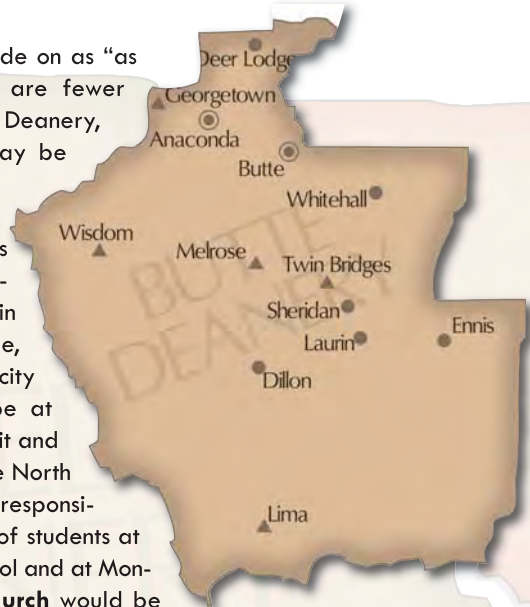 de on as “as
are fewer
Deanery,
ay be
s
-
in
e,
city
be at
it and
e North
responsi-
of students at
ol and at Mon-
urch would be
Deer Lodge
Georgetown
Anaconda
Butte
Whitehall
Wisdom
Melrose
Twin Bridges
Sheridan
Laurin
Ennis
Dillon
Lima
BUTTE
DEANERY